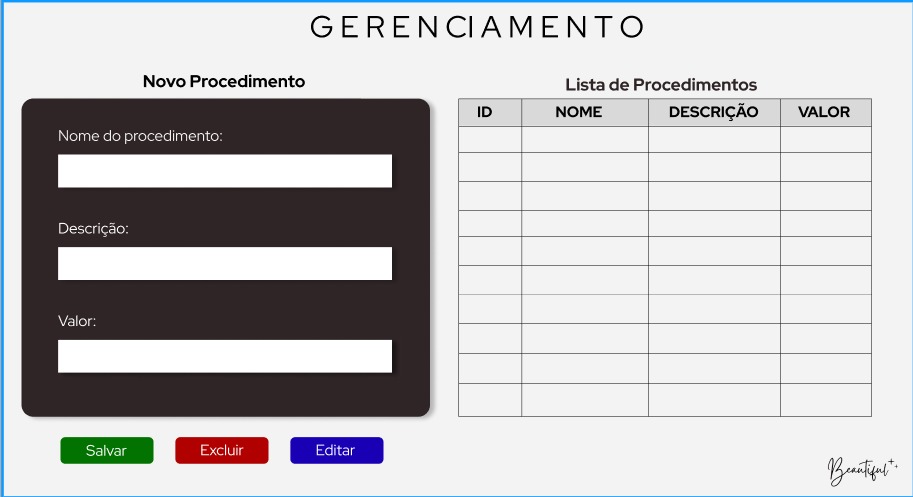 GERENCIAMENTO
Novo Procedimento
Nome do procedimento:
Descrição:
Valor:
Salvar Excluir Editar
Lista de Procedimentos
ID NOME DESCRIÇÃO VALOR
Beautiful